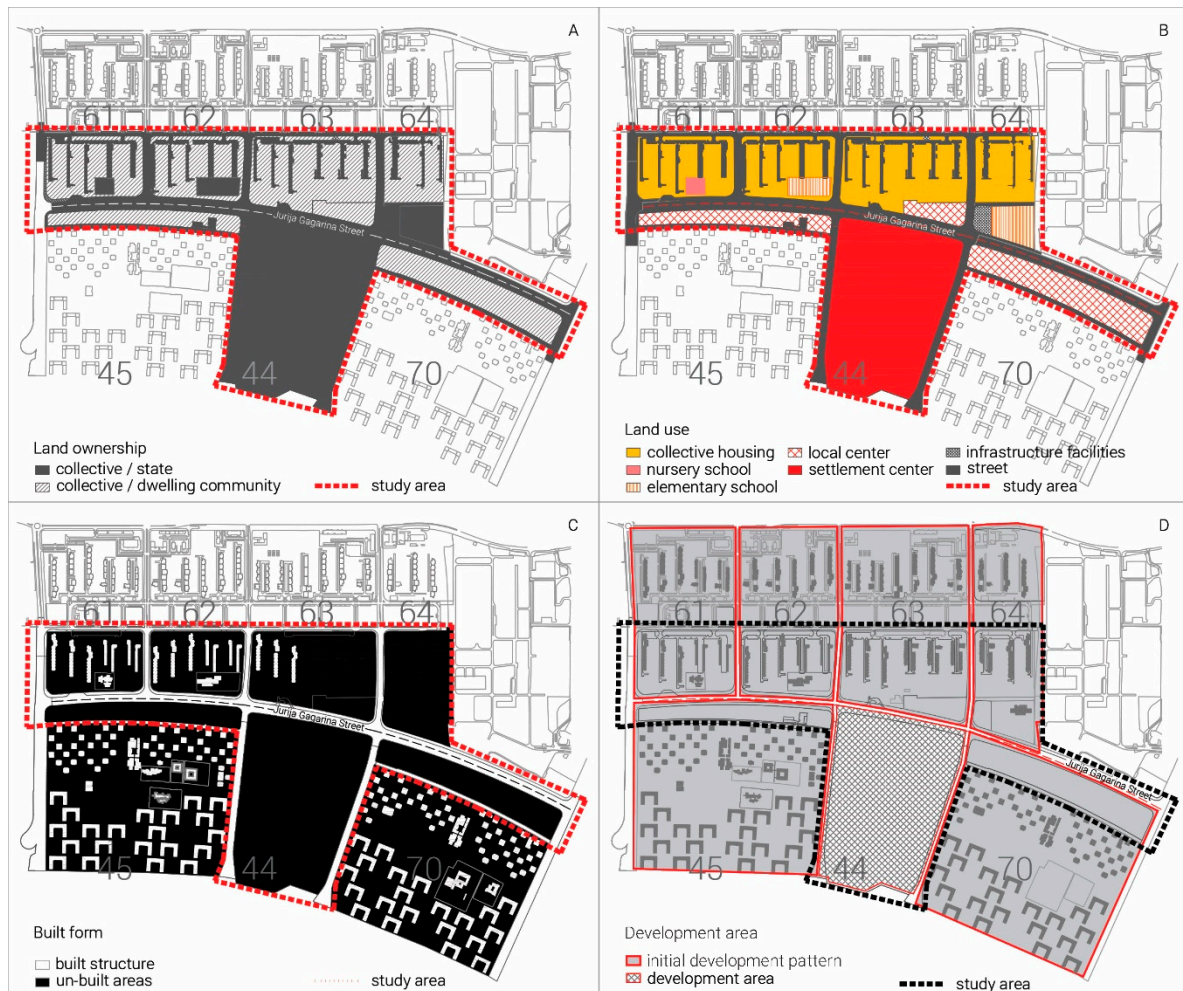 A
61 62 63 64
Jurija Gagarina Street
45 44 70
Land ownership
collective / state
collective / dwelling community
study area
B
61 62 63 64
Jurija Gagarina Street
45 44 70
Land use
collective housing local center infrastructure facilities
nursery school settlement center street
elementary school study area
C
61 62 63 64
Jurija Gagarina Street
45 44 70
Built form
built structure
un-built areas study area
D
61 62 63 64
Jurija Gagarina Street
45 44 70
Development area
initial development pattern
development area study area